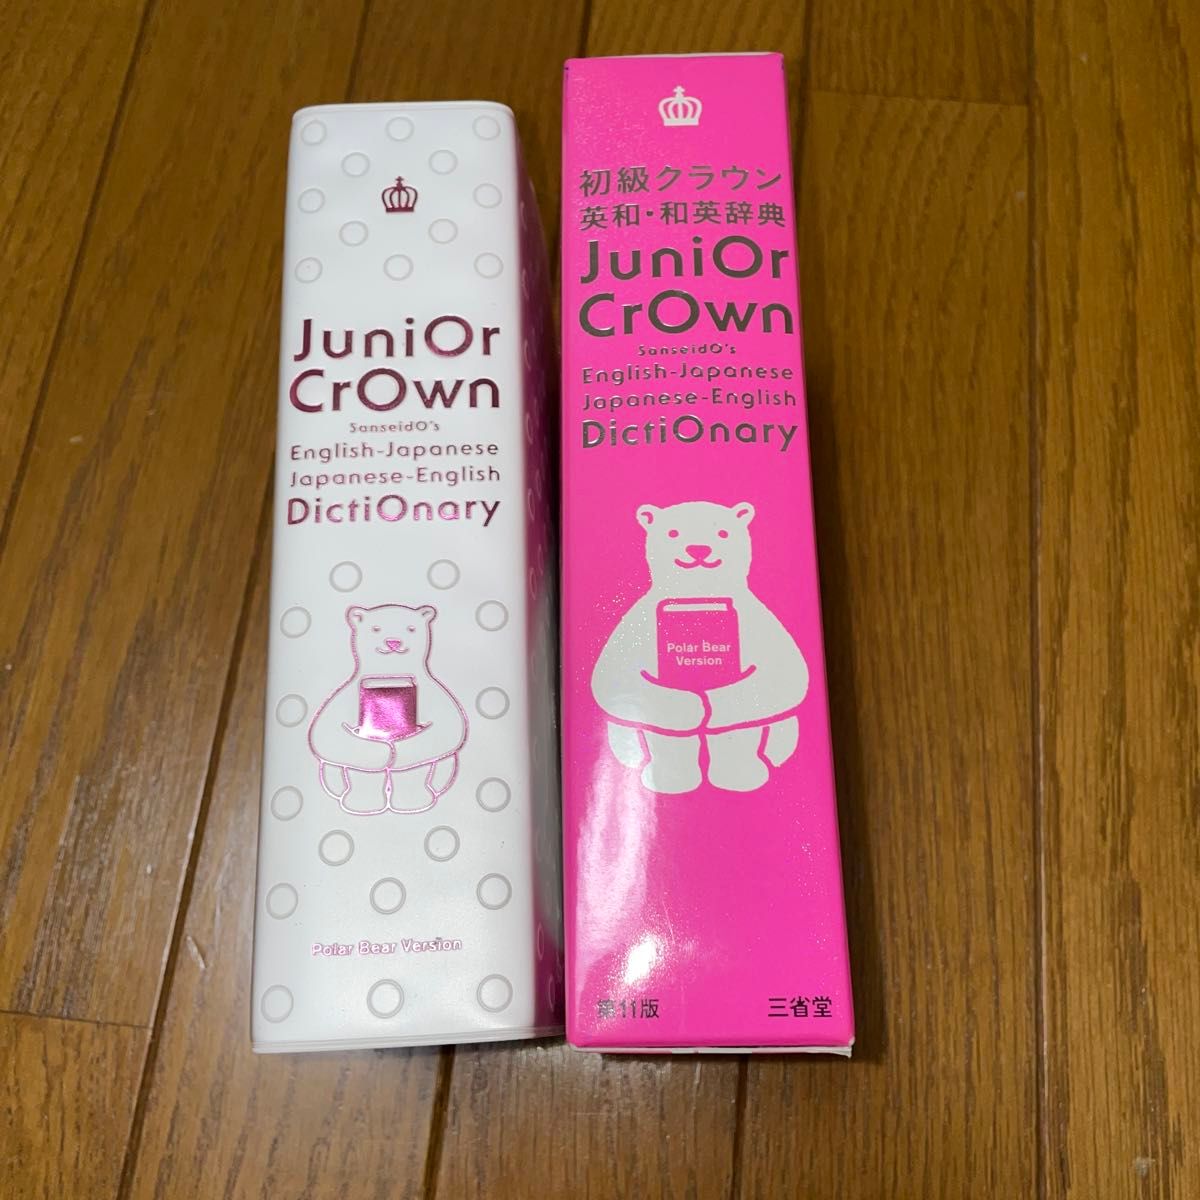 JuniOr
CrOwn
SanseidO's
English-Japanese
Japanese-English
DictiOnary
Polar Bear Version
初級クラウン
英和・和英辞典
JuniOr
CrOwn
SanseidO's
English-Japanese
Japanese-English
DictiOnary
Polar Bear
Version
第11版
三省堂